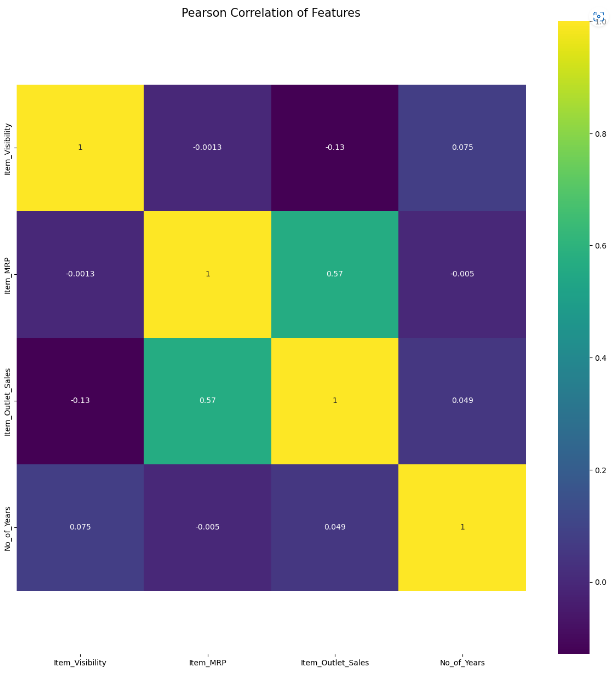 Pearson Correlation of Features
1.0
Item_Visibility
1
-0.0013
-0.13
0.075
0.8
0.6
Item_MRP
-0.0013
1
0.57
-0.005
0.4
Item_Outlet_Sales
-0.13
0.57
1
0.049
0.2
No_of_Years
0.075
-0.005
0.049
1
0.0
Item_Visibility
Item_MRP
Item_Outlet_Sales
No_of_Years